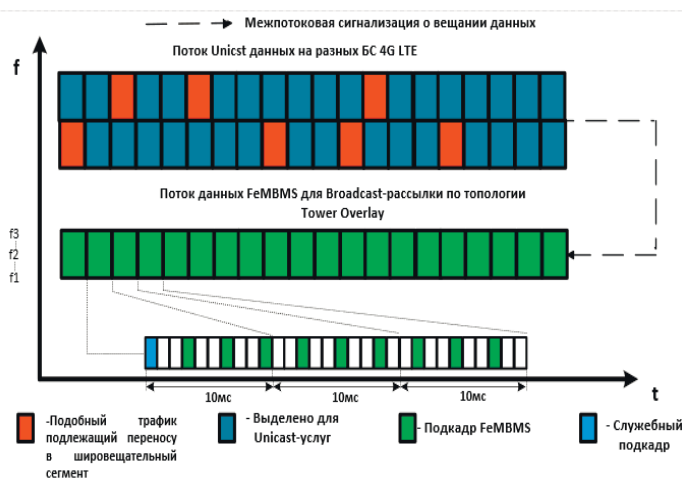 Межпотоковая сигнализация о вещании данных
Поток Unicst данных на разных БС 4G LTE
f
Поток данных FeMBMS для Broadcast-рассылки по топологии
Tower Overlay
f3
f2
f1
10мс
10мс
10мс
t
-Подобный трафик
подлежащий переносу
в шировещательный
сегмент
- Выделено для
Unicast-услуг
- Подкадр FeMBMS
- Служебный
подкадр